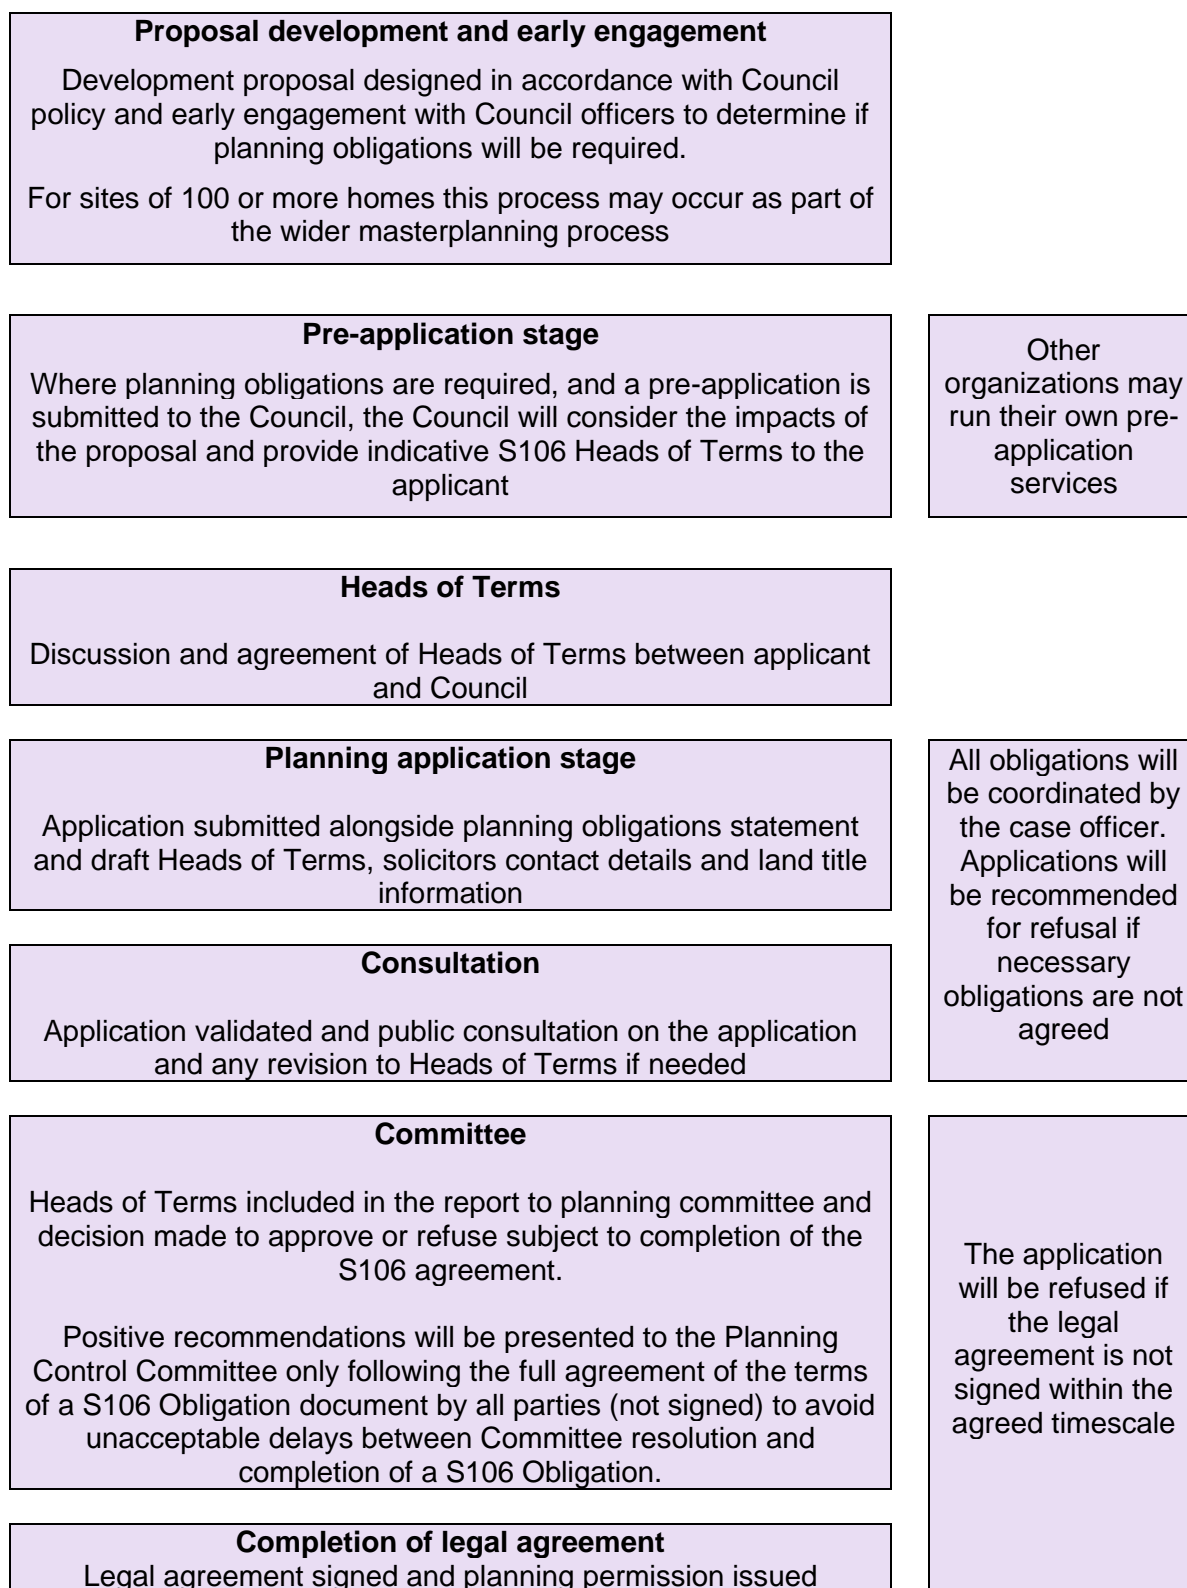 Proposal development and early engagement
Development proposal designed in accordance with Council
policy and early engagement with Council officers to determine if
planning obligations will be required.
For sites of 100 or more homes this process may occur as part of
the wider masterplanning process
Pre-application stage
Where planning obligations are required, and a pre-application is
submitted to the Council, the Council will consider the impacts of
the proposal and provide indicative S106 Heads of Terms to the
applicant
Other
organizations may
run their own pre-
application
services
Heads of Terms
Discussion and agreement of Heads of Terms between applicant
and Council
Planning application stage
Application submitted alongside planning obligations statement
and draft Heads of Terms, solicitors contact details and land title
information
All obligations will
be coordinated by
the case officer.
Applications will
be recommended
for refusal if
necessary
obligations are not
agreed
Consultation
Application validated and public consultation on the application
and any revision to Heads of Terms if needed
Committee
Heads of Terms included in the report to planning committee and
decision made to approve or refuse subject to completion of the
S106 agreement.
Positive recommendations will be presented to the Planning
Control Committee only following the full agreement of the terms
of a S106 Obligation document by all parties (not signed) to avoid
unacceptable delays between Committee resolution and
completion of a S106 Obligation.
The application
will be refused if
the legal
agreement is not
signed within the
agreed timescale
Completion of legal agreement
Legal agreement signed and planning permission issued